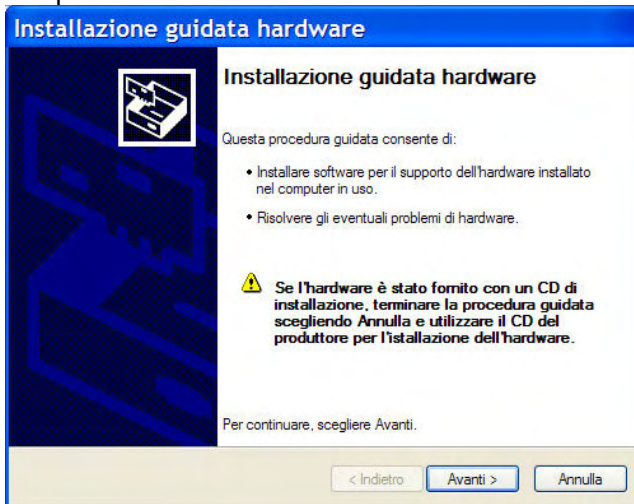 Installazione guidata hardware
Installazione guidata hardware
Questa procedura guidata consente di:
• Installare software per il supporto dell'hardware installato
nel computer in uso.
• Risolvere gli eventuali problemi di hardware.
Se l'hardware è stato fornito con un CD di
installazione, terminare la procedura guidata
scegliendo Annulla e utilizzare il CD del
produttore per l'istallazione dell'hardware.
Per continuare, scegliere Avanti.
< Indietro Avanti > Annulla